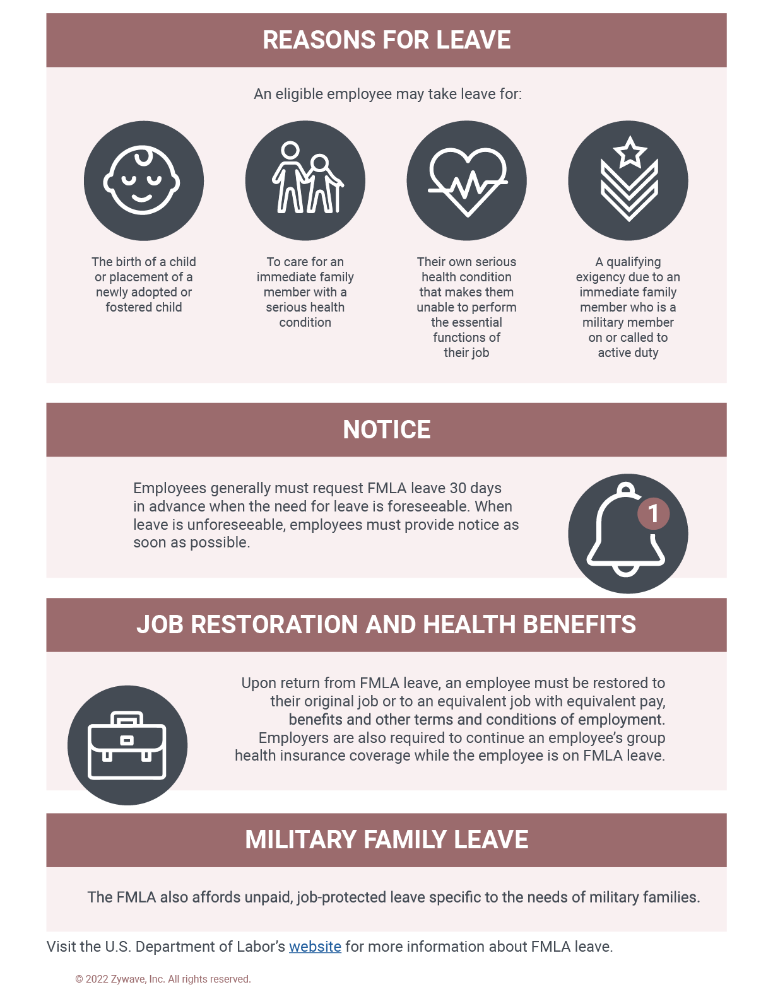 REASONS FOR LEAVE
An eligible employee may take leave for:
The birth of a child
or placement of a
newly adopted or
fostered child
To care for an
immediate family
member with a
serious health
condition
Their own serious
health condition
that makes them
unable to perform
the essential
functions of
their job
A qualifying
exigency due to an
immediate family
member who is a
military member
on or called to
active duty
NOTICE
Employees generally must request FMLA leave 30 days
in advance when the need for leave is foreseeable. When
leave is unforeseeable, employees must provide notice as
soon as possible.
1
JOB RESTORATION AND HEALTH BENEFITS
Upon return from FMLA leave, an employee must be restored to
their original job or to an equivalent job with equivalent pay,
benefits and other terms and conditions of employment.
Employers are also required to continue an employee’s group
health insurance coverage while the employee is on FMLA leave.
MILITARY FAMILY LEAVE
The FMLA also affords unpaid, job-protected leave specific to the needs of military families.
Visit the U.S. Department of Labor’s website for more information about FMLA leave.
© 2022 Zywave, Inc. All rights reserved.